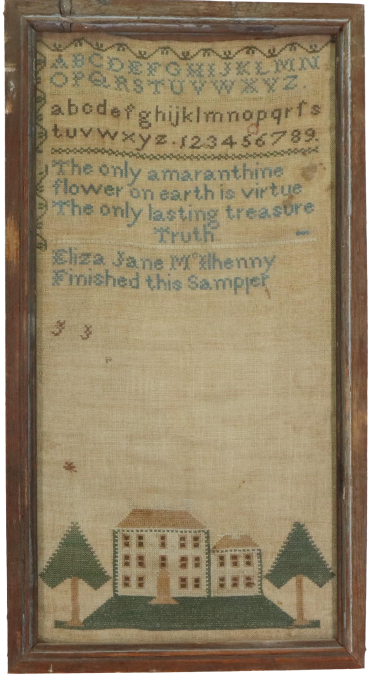 ABCDEFGHIJKLMN
OPQRSTUVWXYZ.
abcdefghijklmnopqrſs
tuvwxyz.123456789.
The only amaranthine
flower on earth is virtue
The only lasting treasure
Truth
Eliza Jane McIlhenny
Finished this Sampler